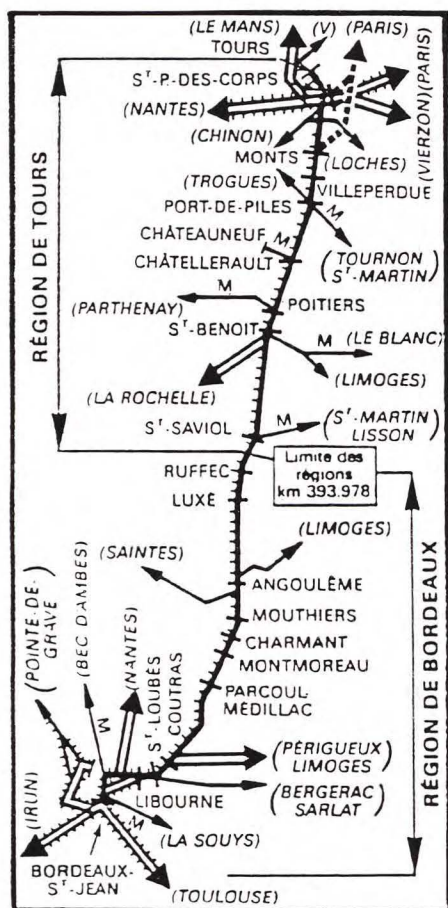 (LE MANS)
(V)
(PARIS)
TOURS
Sᵀ-P.-DES-CORPS
(NANTES)
(VIERZON)(PARIS)
(CHINON)
MONTS
(LOCHES)
(TROGUES)
VILLEPERDUE
PORT-DE-PILES
M
CHÂTEAUNEUF
M
(TOURNON
Sᵀ-MARTIN)
CHÂTELLERAULT
RÉGION DE TOURS
M
(PARTHENAY)
POITIERS
Sᵀ-BENOIT
M
(LE BLANC)
(LIMOGES)
(LA ROCHELLE)
M
Sᵀ-SAVIOL
(Sᵀ-MARTIN
LISSON)
Limite des
régions
km 393.978
RUFFEC
LUXÉ
(LIMOGES)
(SAINTES)
ANGOULÊME
MOUTHIERS
CHARMANT
MONTMOREAU
PARCOUL-
MÉDILLAC
RÉGION DE BORDEAUX
(POINTE-DE-
GRAVE)
(BEC D'AMBES)
(NANTES)
Sᵀ-LOUBÈS
COUTRAS
M
(PÉRIGUEUX
LIMOGES)
(BERGERAC
SARLAT)
LIBOURNE
(IRUN)
M
(LA SOUYS)
BORDEAUX-
Sᵀ-JEAN
(TOULOUSE)